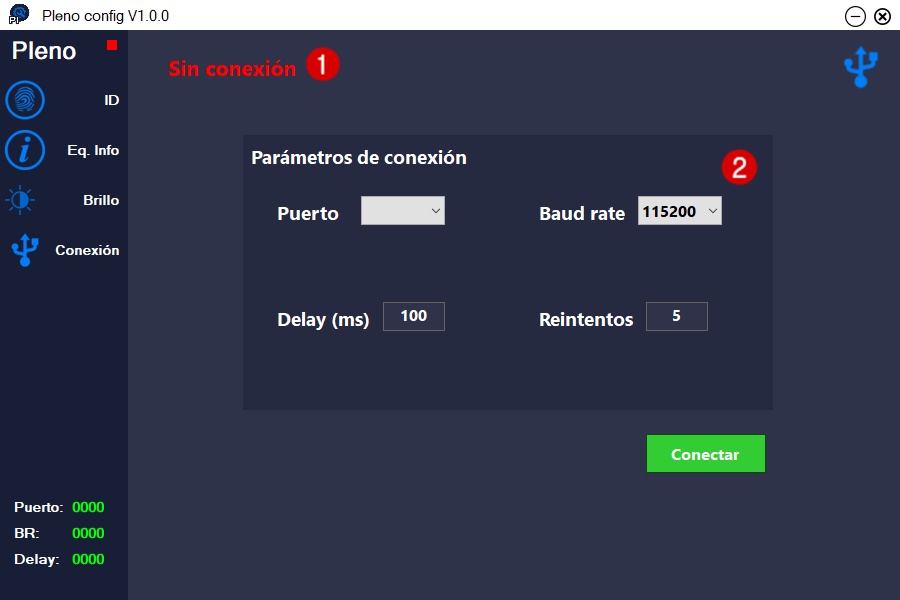 Pleno config V1.0.0
Pleno
ID
Eq. Info
Brillo
Conexión
Puerto: 0000
BR: 0000
Delay: 0000
Sin conexión 1
Parámetros de conexión
2
Puerto
Baud rate 115200
Delay (ms) 100
Reintentos 5
Conectar